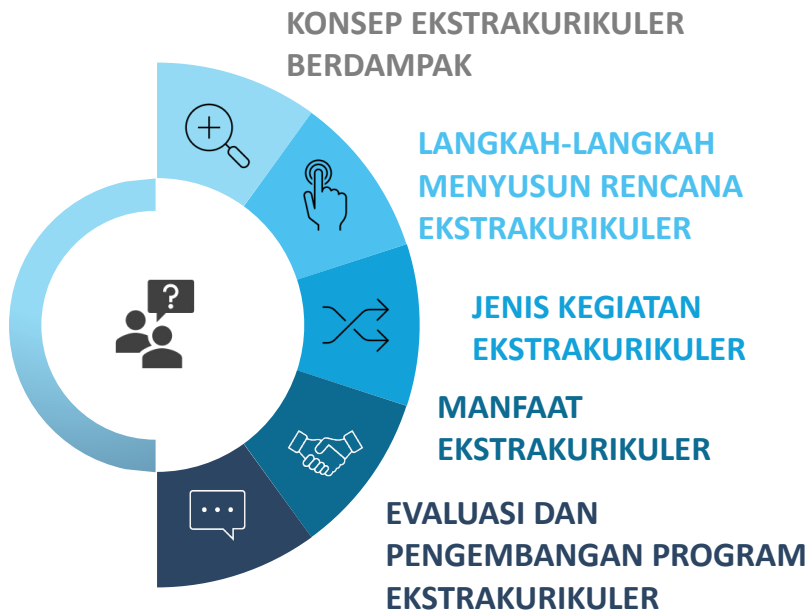 KONSEP EKSTRAKURIKULER
BERDAMPAK
LANGKAH-LANGKAH
MENYUSUN RENCANA
EKSTRAKURIKULER
JENIS KEGIATAN
EKSTRAKURIKULER
MANFAAT
EKSTRAKURIKULER
EVALUASI DAN
PENGEMBANGAN PROGRAM
EKSTRAKURIKULER
?